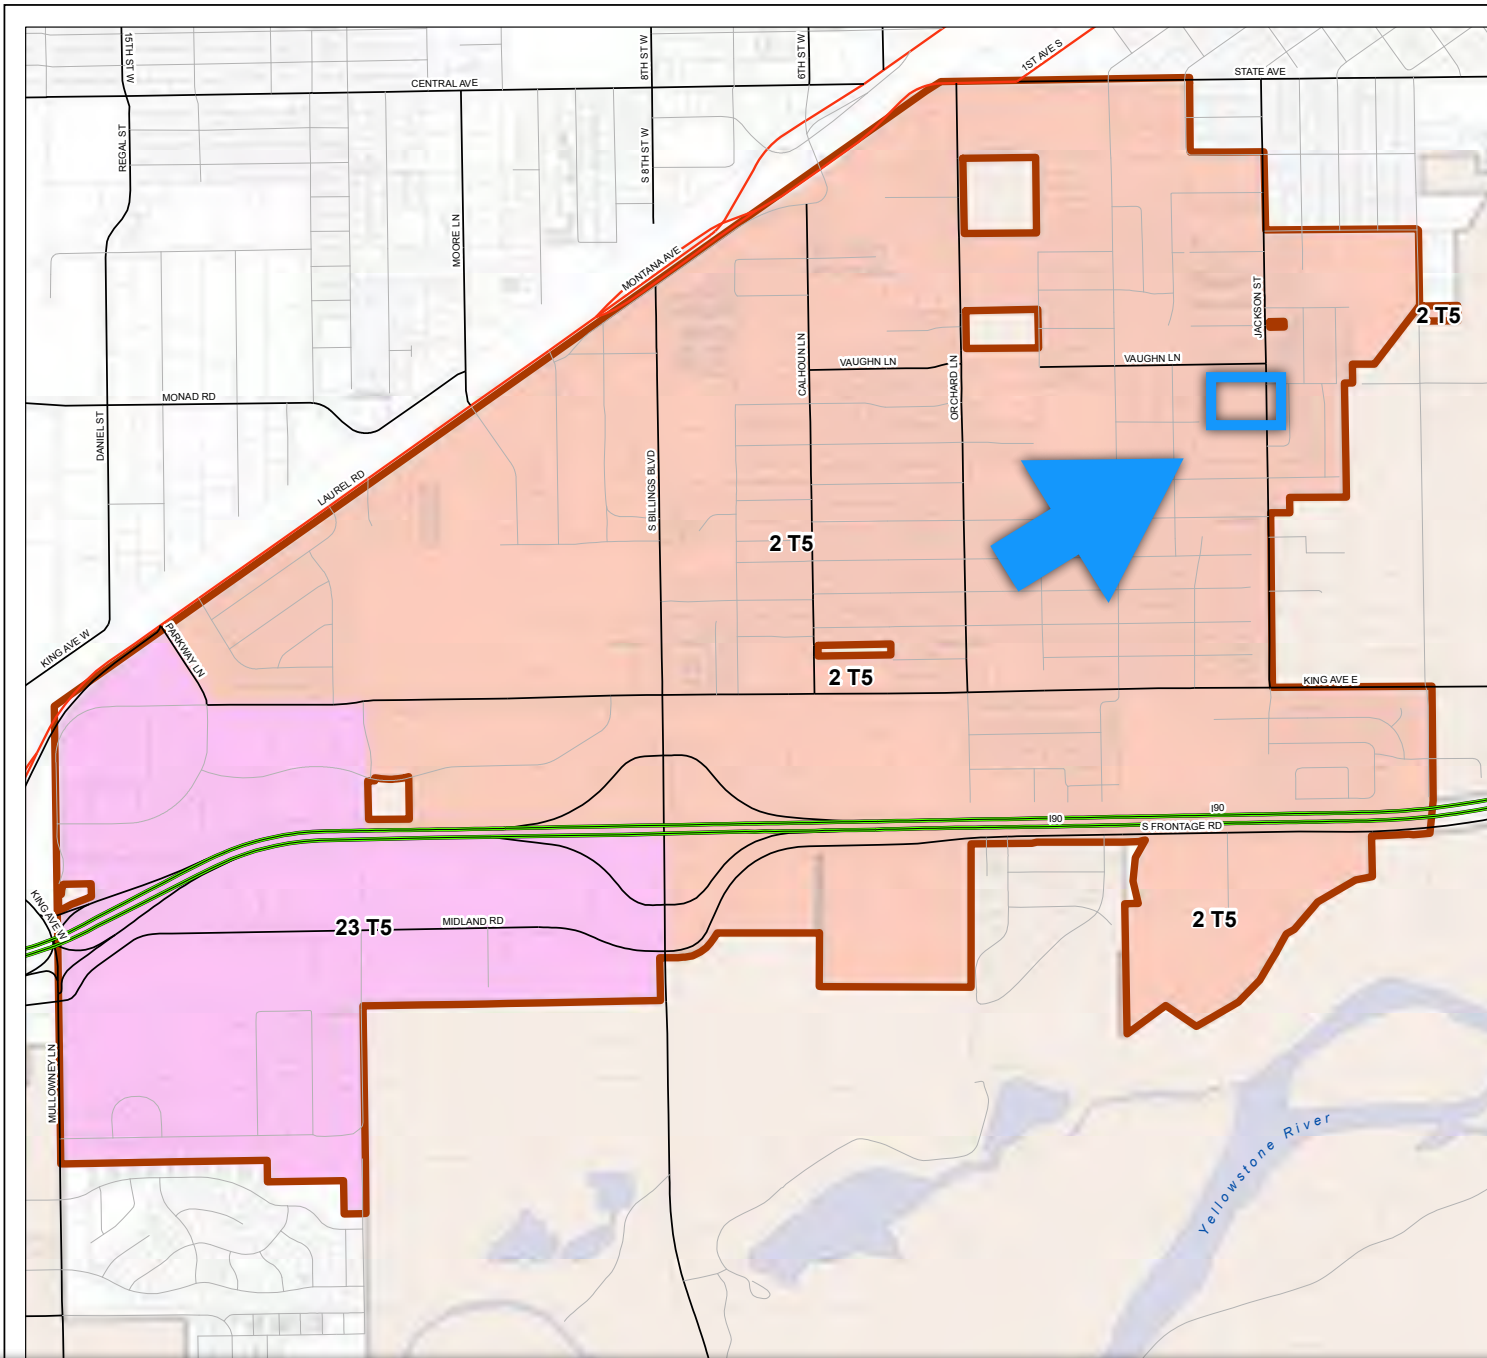 15TH ST W
8TH ST W
6TH ST W
1ST AVE S
STATE AVE
CENTRAL AVE
REGAL ST
S 8TH ST W
MOORE LN
MONTANA AVE
JACKSON ST
2 T5
CALHOUN LN
VAUGHN LN
ORCHARD LN
VAUGHN LN
MONAD RD
DANIEL ST
LAUREL RD
S BILLINGS BLVD
2 T5
KING AVE W
PARKWAY LN
2 T5
KING AVE E
I90
I90
S FRONTAGE RD
KING AVE W
23 T5
MIDLAND RD
2 T5
MULLOWNEY LN
Yellowstone River